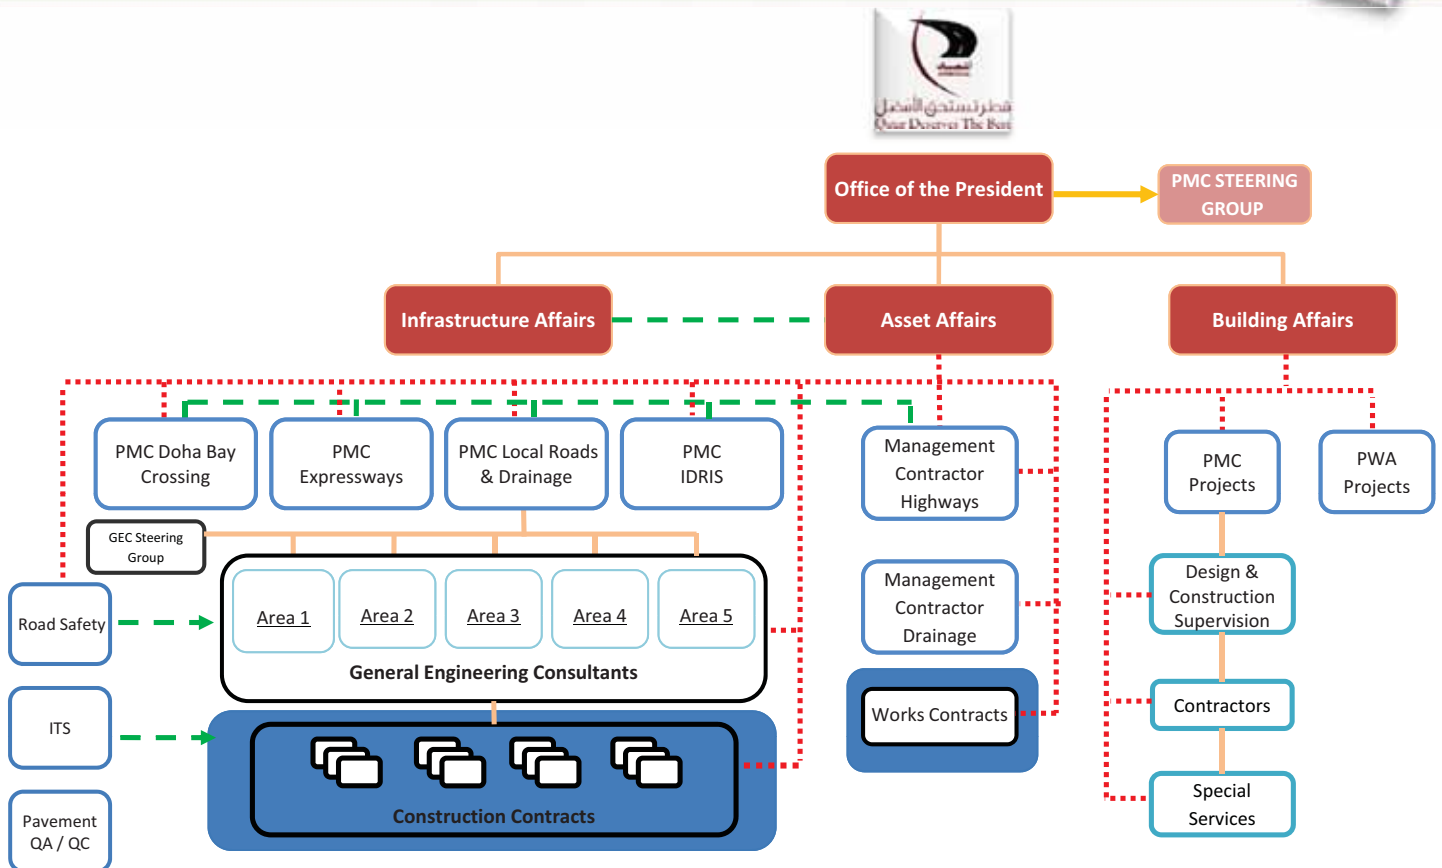 قطر تستحق الأفضل
Qatar Deserves The Best
Office of the President
PMC STEERING
GROUP
Infrastructure Affairs
Asset Affairs
Building Affairs
PMC Doha Bay
Crossing
PMC
Expressways
PMC Local Roads
& Drainage
PMC
IDRIS
Management
Contractor
Highways
PMC
Projects
PWA
Projects
GEC Steering
Group
Road Safety
Area 1
Area 2
Area 3
Area 4
Area 5
General Engineering Consultants
Management
Contractor
Drainage
Design &
Construction
Supervision
ITS
Works Contracts
Contractors
Construction Contracts
Pavement
QA / QC
Special
Services